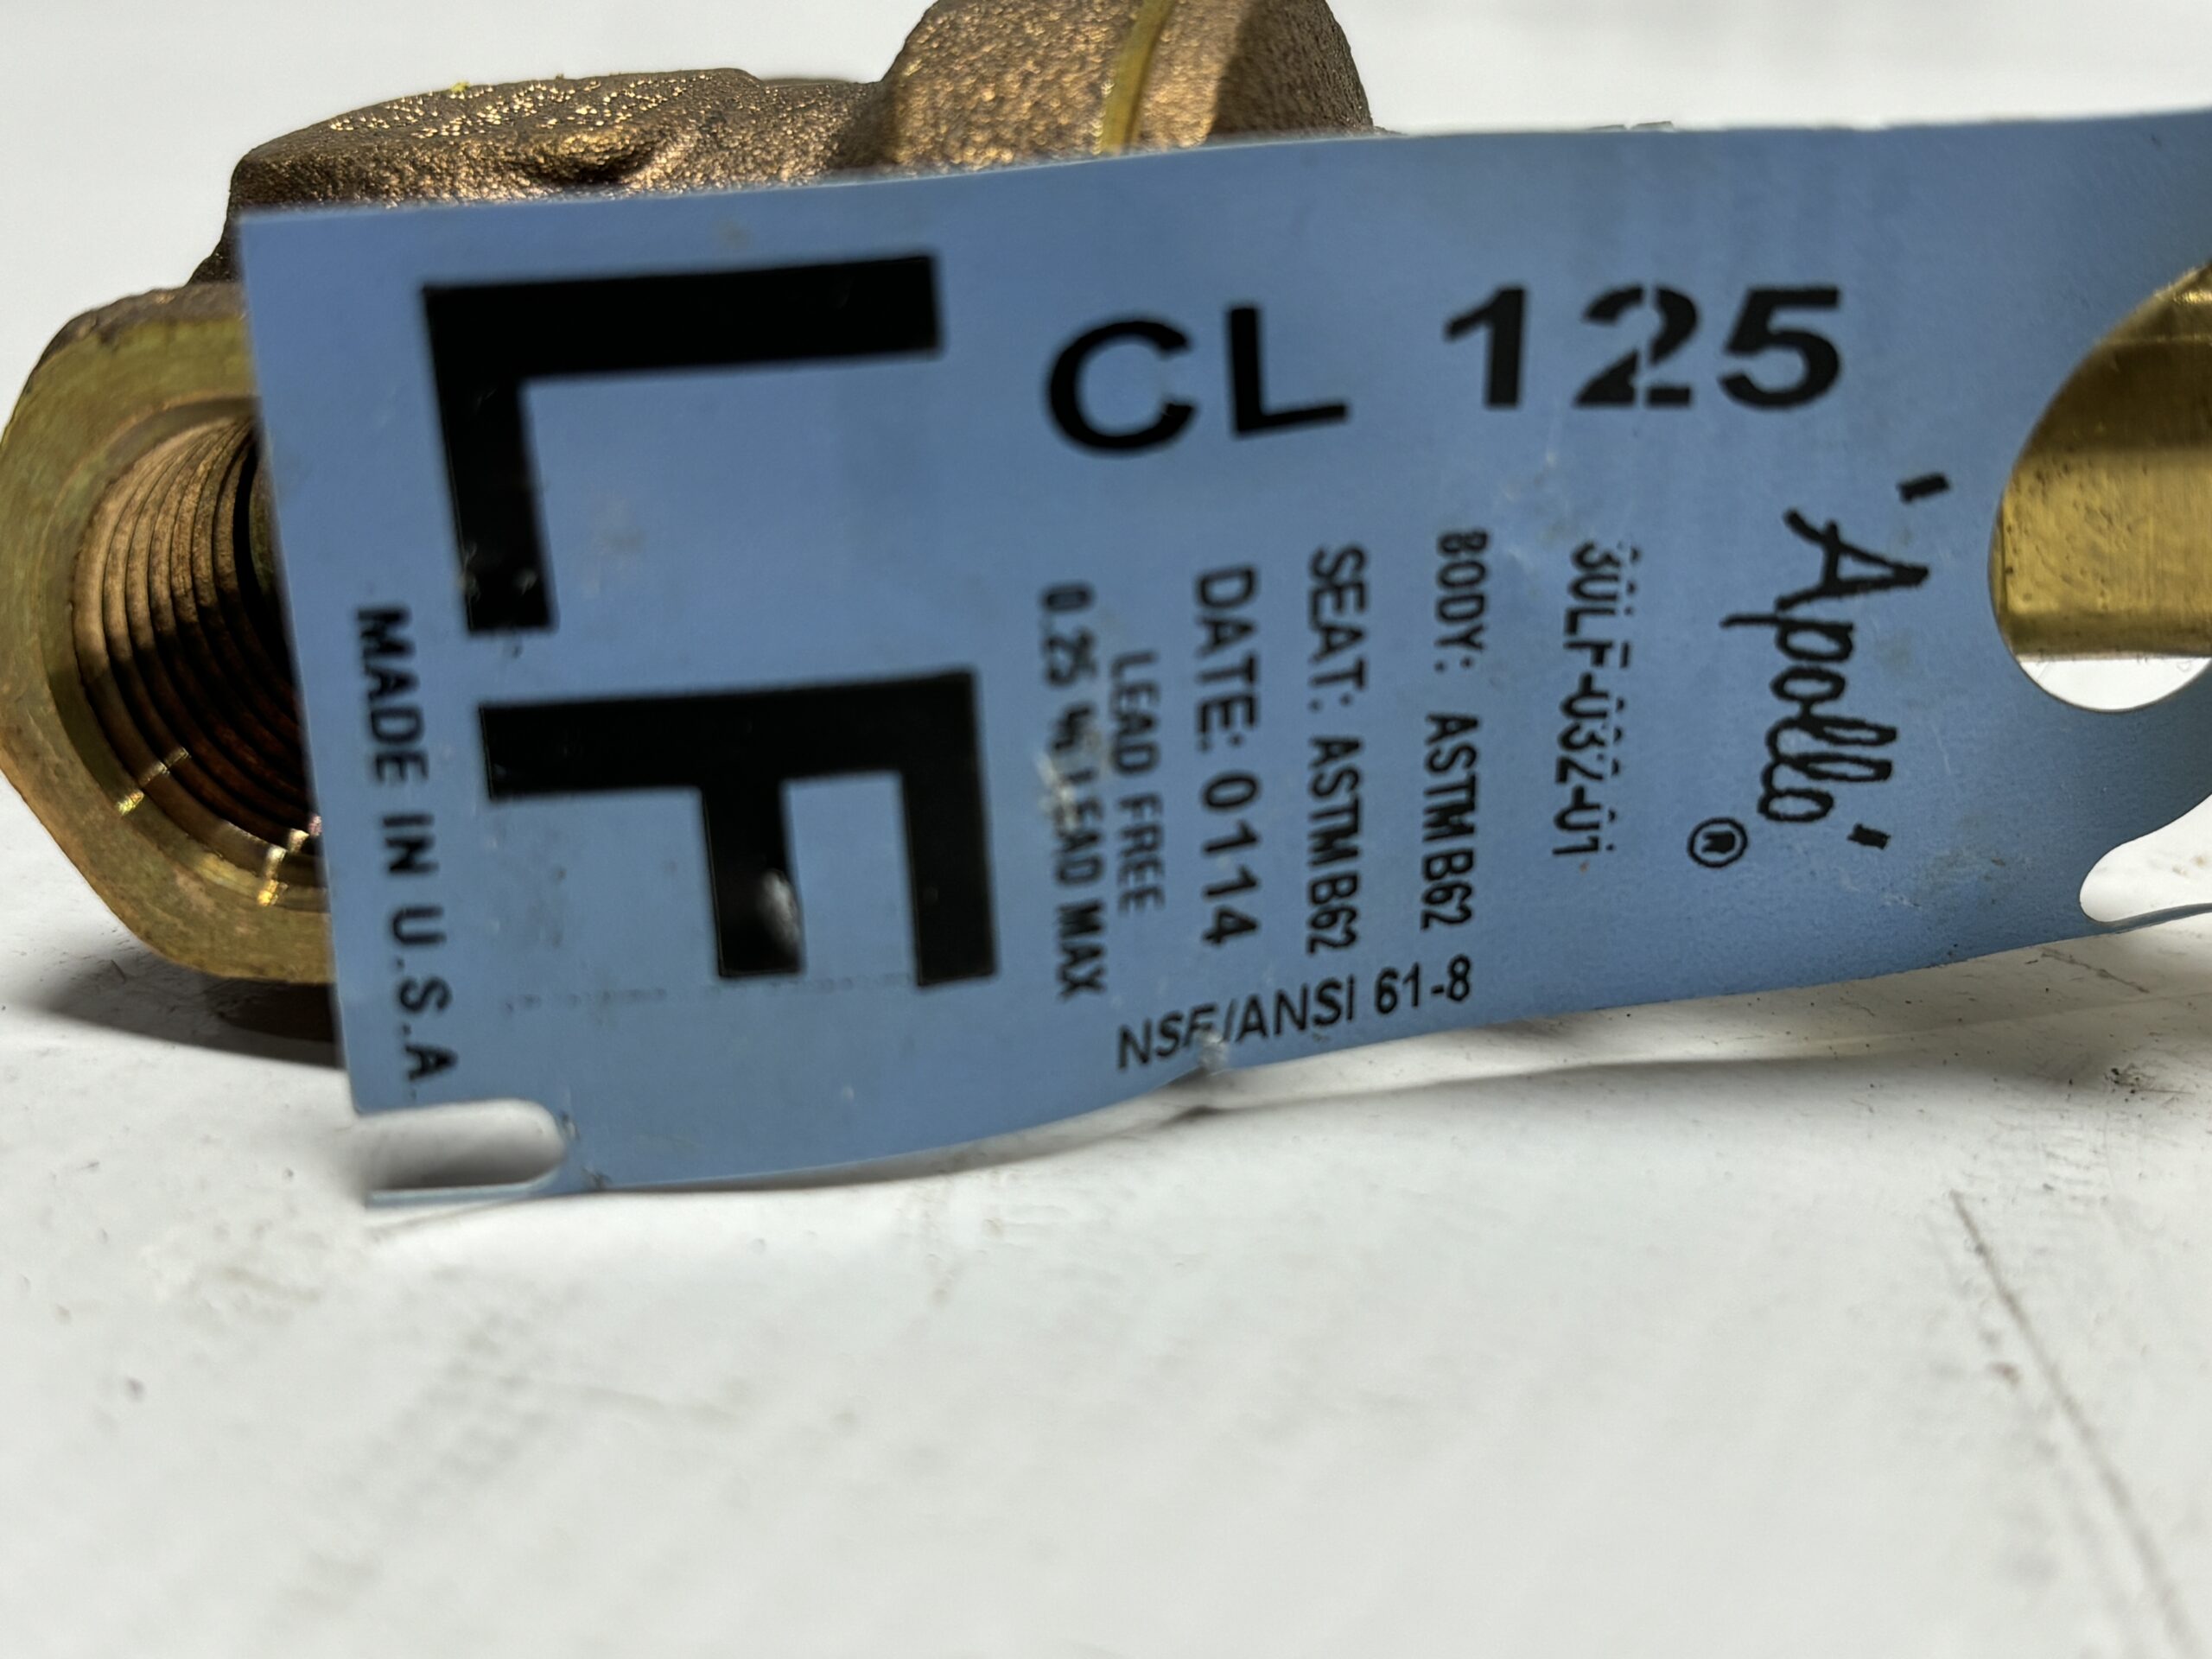 'Apollo'
®
30LF-032-01
BODY: ASTM B62
SEAT: ASTM B62
DATE: 0114
LEAD FREE
0.25 % LEAD MAX
LF
MADE IN U.S.A.
CL 125
NSF/ANSI 61-8